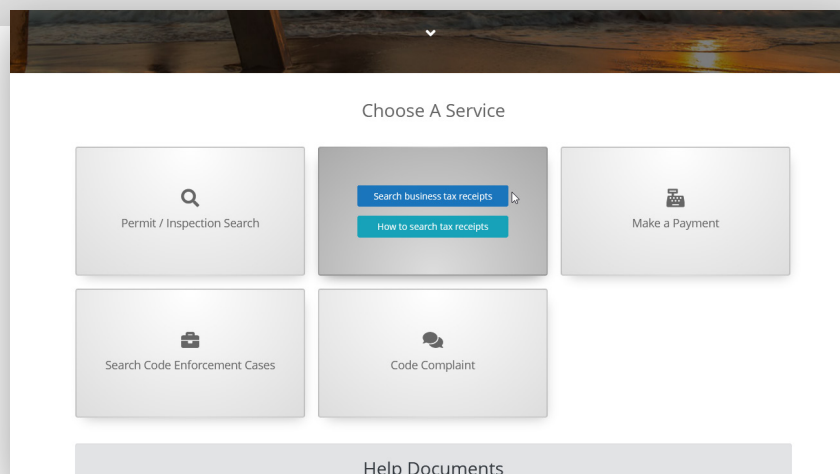 Choose A Service
Permit / Inspection Search
Search business tax receipts
How to search tax receipts
Make a Payment
Search Code Enforcement Cases
Code Complaint
Help Documents